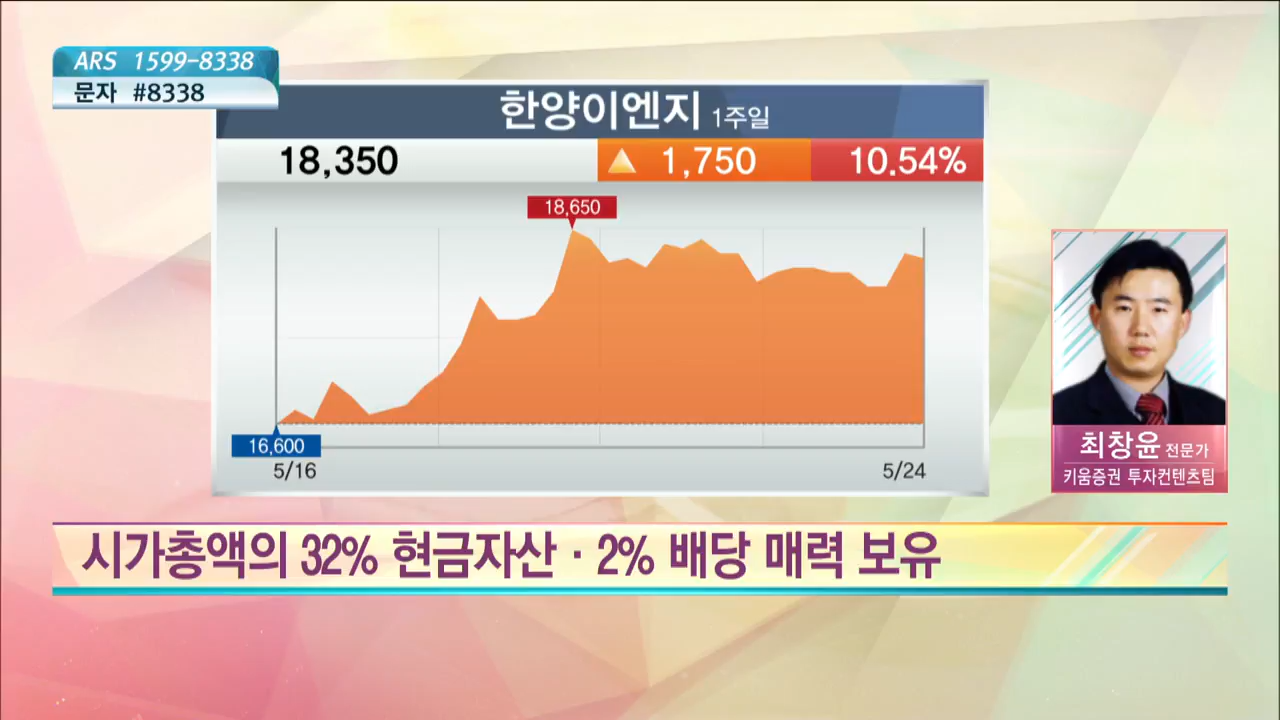 ARS 1599-8338
문자 #8338
한양이엔지 1주일
18,350 ▲ 1,750 10.54%
18,650
16,600
5/16 5/24
최창윤 전문가
키움증권 투자컨텐츠팀
시가총액의 32% 현금자산 · 2% 배당 매력 보유